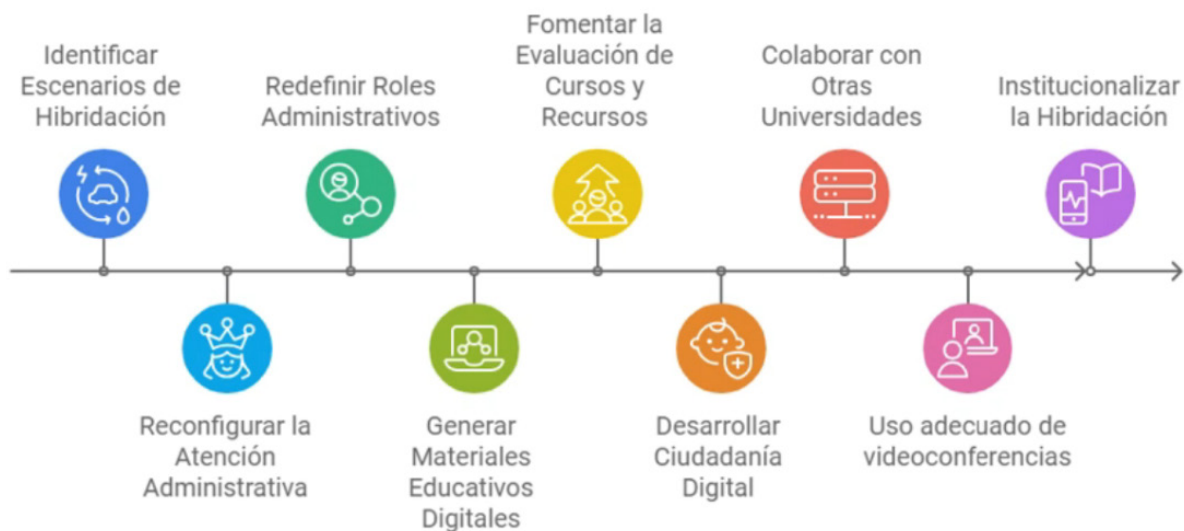 Identificar
Escenarios de
Hibridación
Reconfigurar la
Atención
Administrativa
Redefinir Roles
Administrativos
Generar
Materiales
Educativos
Digitales
Fomentar la
Evaluación de
Cursos y
Recursos
Desarrollar
Ciudadanía
Digital
Colaborar con
Otras
Universidades
Uso adecuado de
videoconferencias
Institucionalizar
la Hibridación